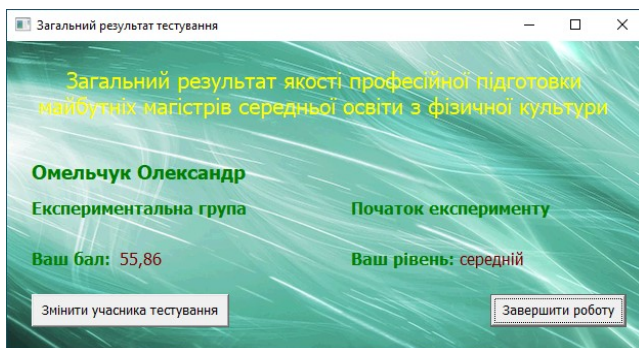 Загальний результат тестування
Загальний результат якості професійної підготовки
майбутніх магістрів середньої освіти з фізичної культури
Омельчук Олександр
Експериментальна група Початок експерименту
Ваш бал: 55,86 Ваш рівень: середній
Змінити учасника тестування Завершити роботу